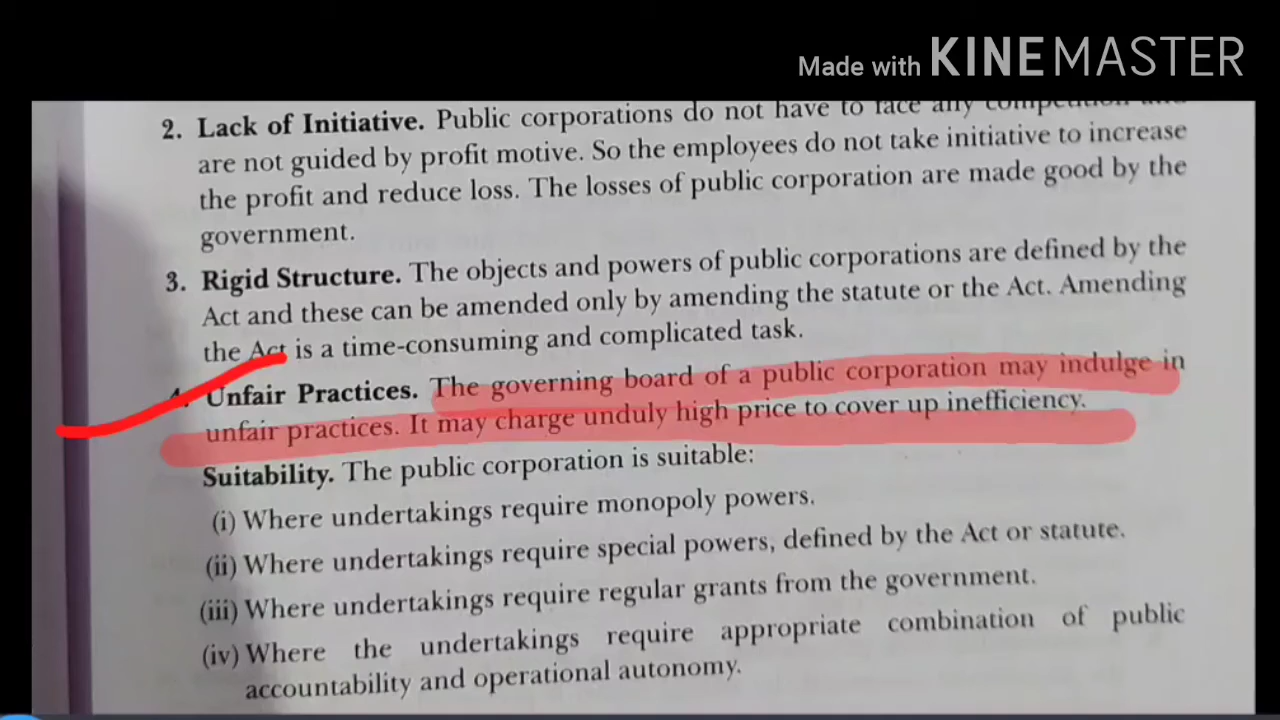 Made with KINEMASTER
2. Lack of Initiative. Public corporations do not have to face any competition and
are not guided by profit motive. So the employees do not take initiative to increase
the profit and reduce loss. The losses of public corporation are made good by the
government.
3. Rigid Structure. The objects and powers of public corporations are defined by the
Act and these can be amended only by amending the statute or the Act. Amending
the Act is a time-consuming and complicated task.
4. Unfair Practices. The governing board of a public corporation may indulge in
unfair practices. It may charge unduly high price to cover up inefficiency.
Suitability. The public corporation is suitable:
(i) Where undertakings require monopoly powers.
(ii) Where undertakings require special powers, defined by the Act or statute.
(iii) Where undertakings require regular grants from the government.
(iv) Where the undertakings require appropriate combination of public
accountability and operational autonomy.